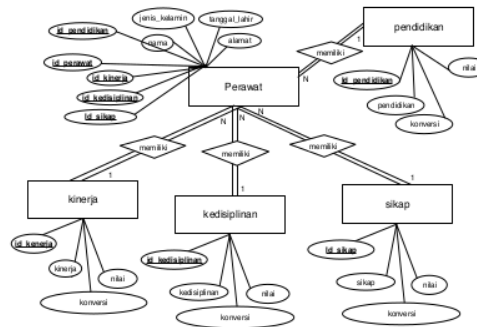 jenis_kelamin
tanggal_lahir
id_pendidikan
nama
alamat
id_perawat
id_kinerja
id_kedisiplinan
Id_sikap
Perawat
memiliki
1
N
pendidikan
id_pendidikan
nilai
pendidikan
konversi
N
N
N
memiliki
memiliki
memiliki
1
1
1
kinerja
kedisiplinan
sikap
id_kenerja
kinerja
nilai
konversi
id_kedisiplinan
kedisiplinan
nilai
konversi
Id_sikap
sikap
nilai
konversi